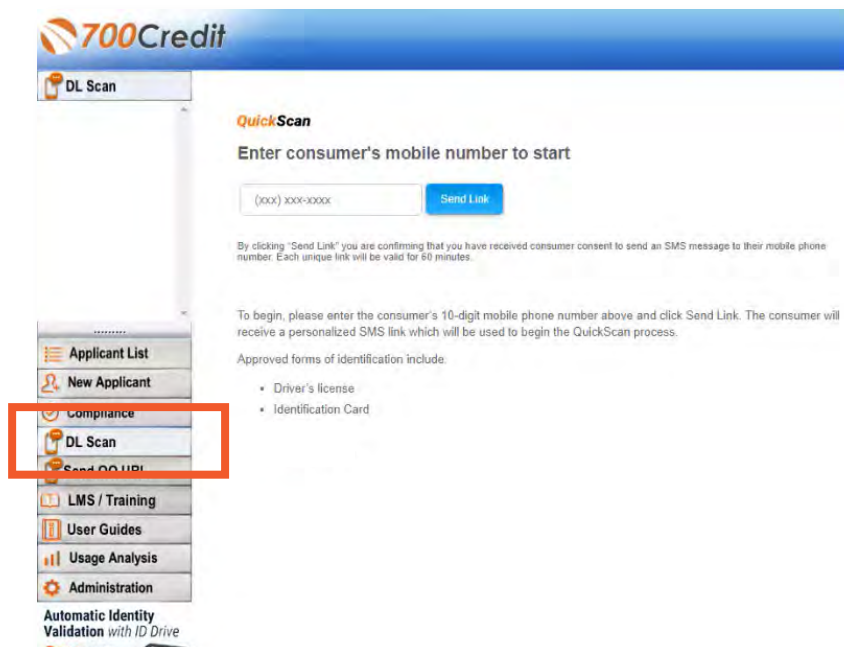 700Credit
DL Scan
QuickScan
Enter consumer's mobile number to start
(xxx) xxx-xxxx
Send Link
By clicking "Send Link" you are confirming that you have received consumer consent to send an SMS message to their mobile phone
number. Each unique link will be valid for 60 minutes.
To begin, please enter the consumer's 10-digit mobile phone number above and click Send Link. The consumer will
receive a personalized SMS link which will be used to begin the QuickScan process.
Approved forms of identification include:
• Driver's license
• Identification Card
Applicant List
New Applicant
Compliance
DL Scan
Send QQ URL
LMS / Training
User Guides
Usage Analysis
Administration
Automatic Identity
Validation with ID Drive